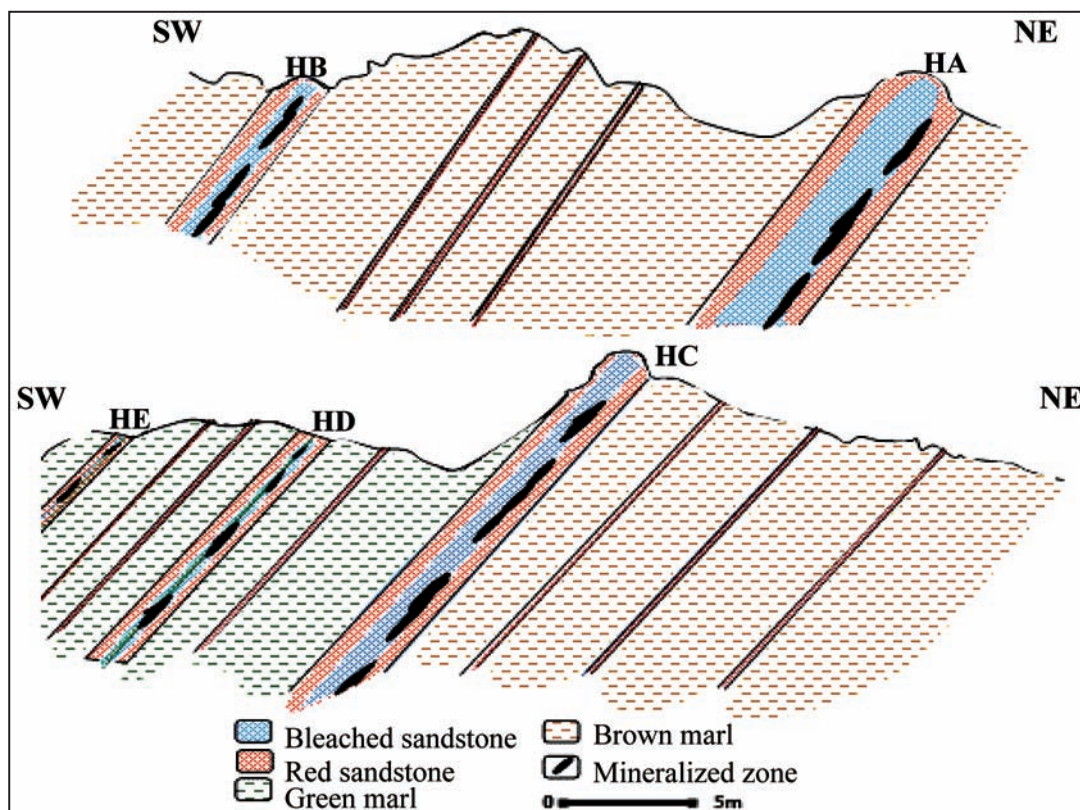 SW NE
HB HA
HC
SW NE
HE HD
Bleached sandstone Brown marl
Red sandstone Mineralized zone
Green marl 0 5m